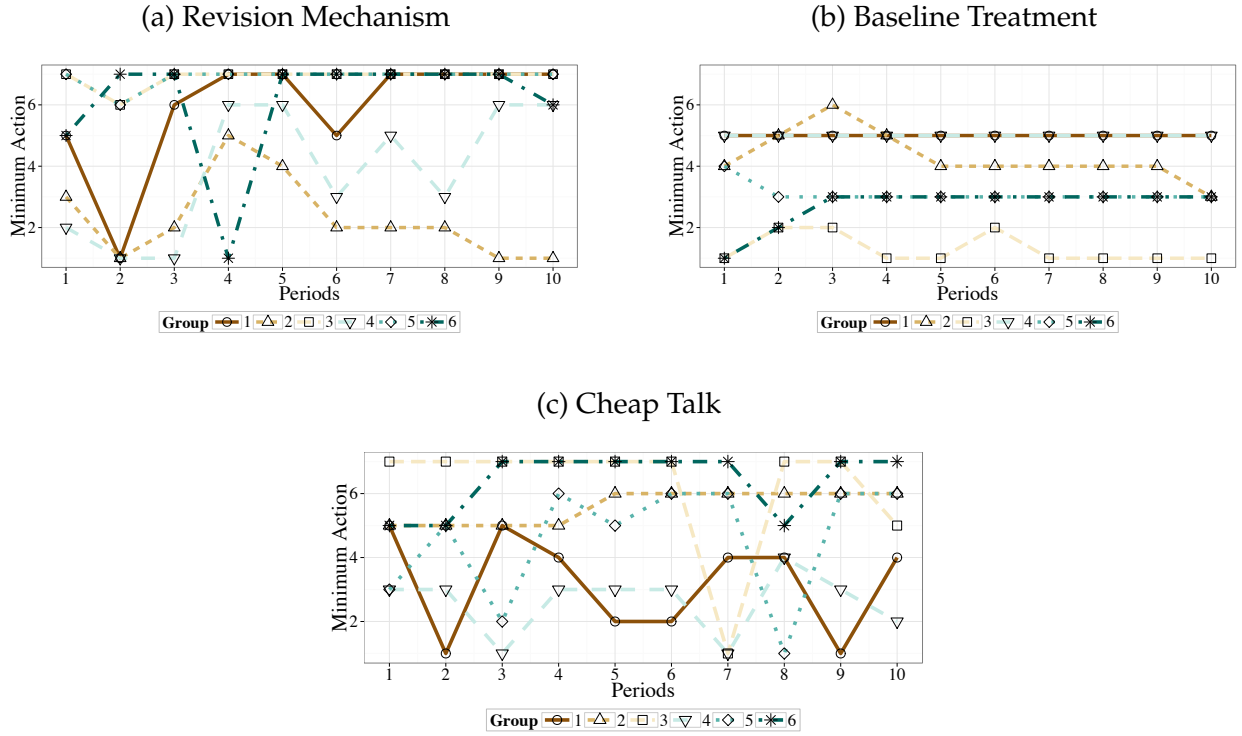 (a) Revision Mechanism
Minimum Action
6
4
2
1 2 3 4 5 6 7 8 9 10
Periods
Group 1 2 3 4 5 6
(b) Baseline Treatment
Minimum Action
6
4
2
1 2 3 4 5 6 7 8 9 10
Periods
Group 1 2 3 4 5 6
(c) Cheap Talk
Minimum Action
6
4
2
1 2 3 4 5 6 7 8 9 10
Periods
Group 1 2 3 4 5 6